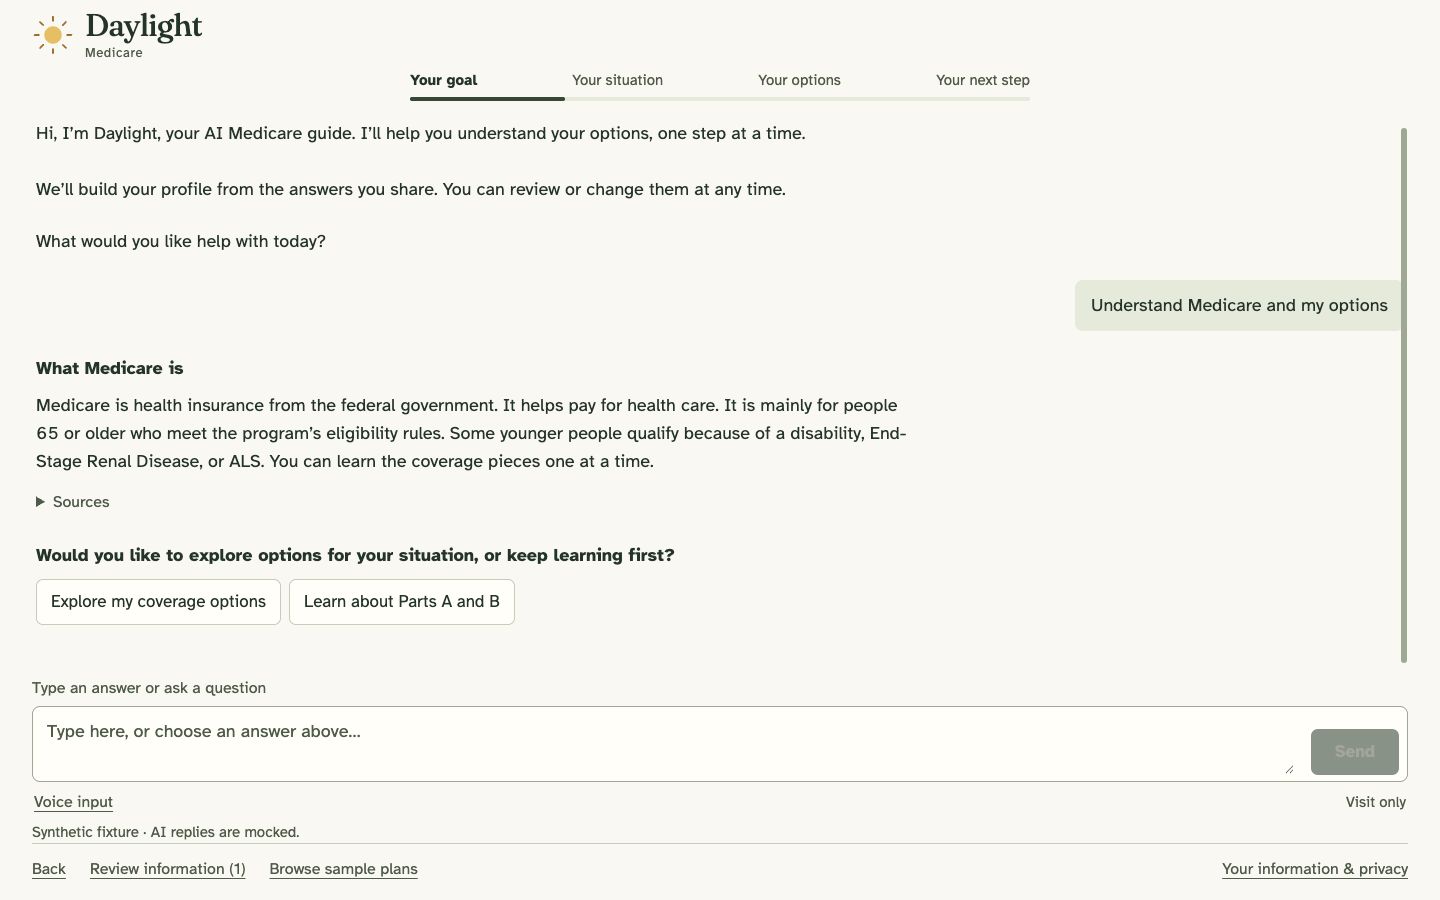 Daylight
Medicare
Your goal
Your situation
Your options
Your next step
Hi, I’m Daylight, your AI Medicare guide. I’ll help you understand your options, one step at a time.
We’ll build your profile from the answers you share. You can review or change them at any time.
What would you like help with today?
Understand Medicare and my options
What Medicare is
Medicare is health insurance from the federal government. It helps pay for health care. It is mainly for people
65 or older who meet the program’s eligibility rules. Some younger people qualify because of a disability, End-
Stage Renal Disease, or ALS. You can learn the coverage pieces one at a time.
Sources
Would you like to explore options for your situation, or keep learning first?
Explore my coverage options
Learn about Parts A and B
Type an answer or ask a question
Type here, or choose an answer above...
Send
Voice input
Visit only
Synthetic fixture · AI replies are mocked.
Back
Review information (1)
Browse sample plans
Your information & privacy